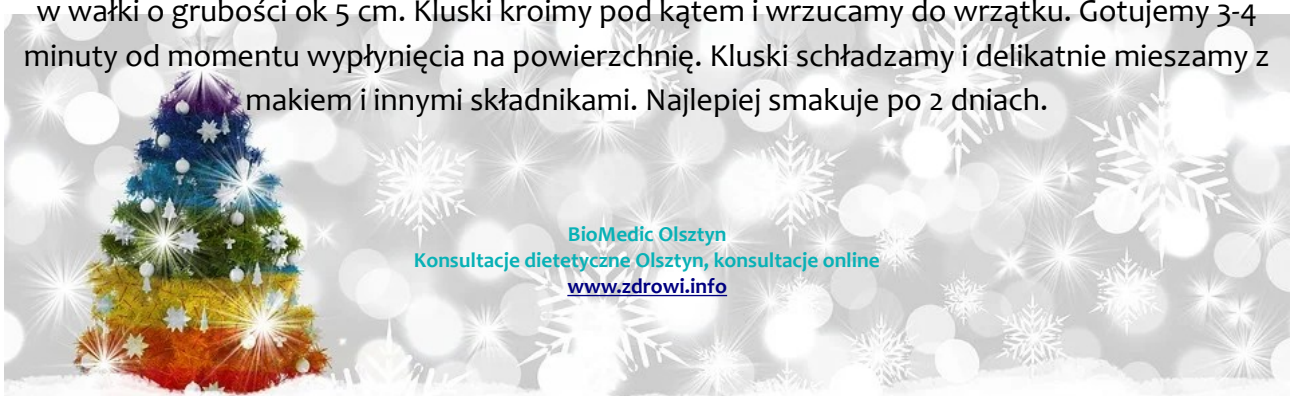 w wałki o grubości ok 5 cm. Kluski kroimy pod kątem i wrzucamy do wrzątku. Gotujemy 3-4
minuty od momentu wypłynięcia na powierzchnię. Kluski schładzamy i delikatnie mieszamy z
makiem i innymi składnikami. Najlepiej smakuje po 2 dniach.
BioMedic Olsztyn
Konsultacje dietetyczne Olsztyn, konsultacje online
www.zdrowi.info